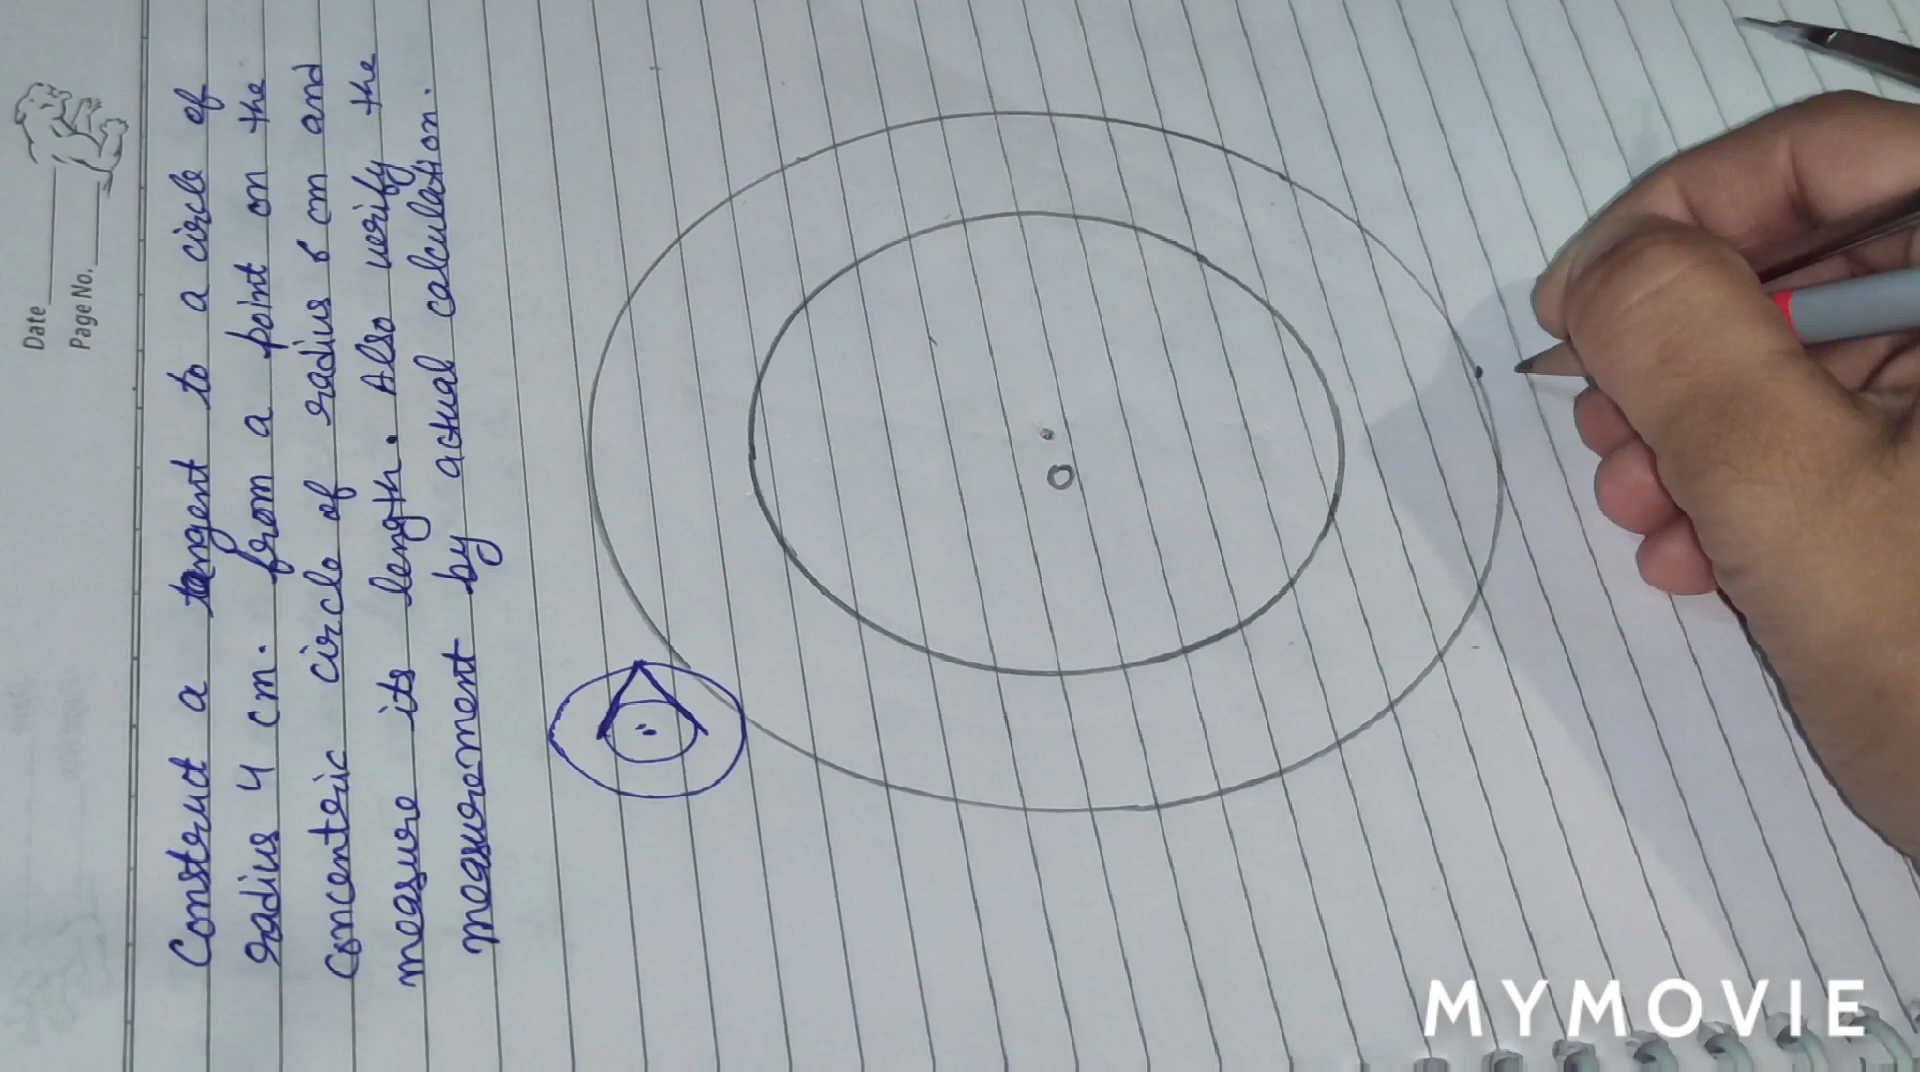 Date
Page No.
Construct a tangent to a circle of
radius 4 cm. from a point on the
concentric circle of radius 6 cm and
measure its length. Also verify the
measurement by actual calculation.
O
MYMOVIE